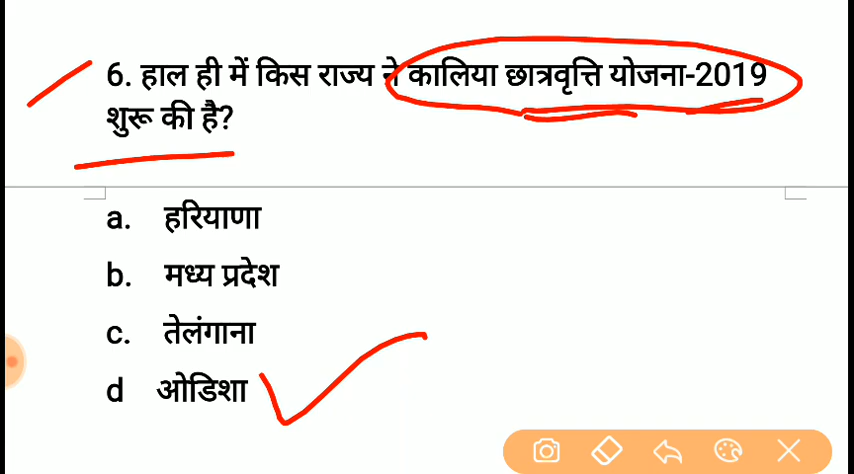 6. हाल ही में किस राज्य ने कालिया छात्रवृत्ति योजना-2019
शुरू की है?
a. हरियाणा
b. मध्य प्रदेश
c. तेलंगाना
d ओडिशा